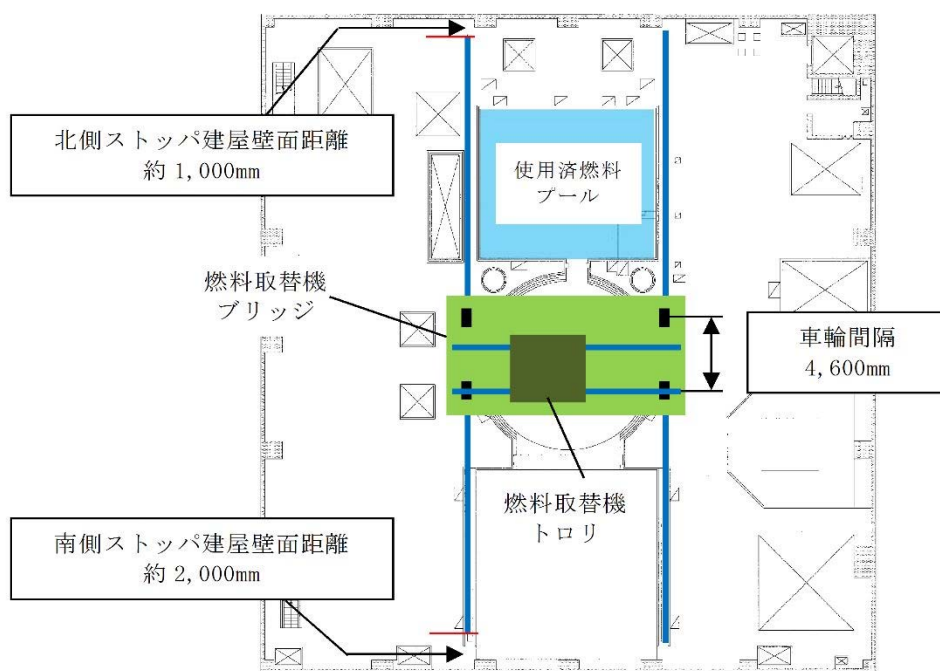 北側ストッパ建屋壁面距離
約 1,000mm
使用済燃料
プール
燃料取替機
ブリッジ
車輪間隔
4,600mm
燃料取替機
トロリ
南側ストッパ建屋壁面距離
約 2,000mm